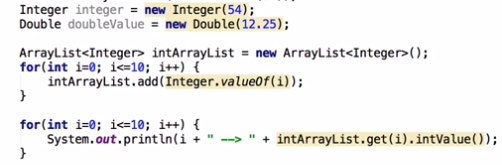 Integer integer = new Integer(54);
Double doubleValue = new Double(12.25);
ArrayList<Integer> intArrayList = new ArrayList<Integer>();
for(int i=0; i<=10; i++) {
    intArrayList.add(Integer.valueOf(i));
}
for(int i=0; i<=10; i++) {
    System.out.println(i + " --> " + intArrayList.get(i).intValue());
}